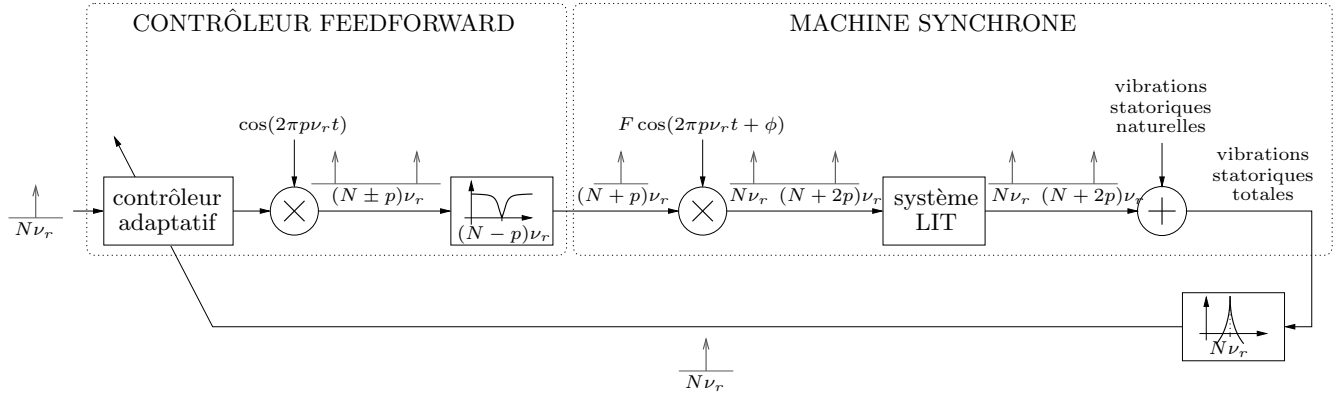 CONTRÔLEUR FEEDFORWARD
MACHINE SYNCHRONE
vibrations
statoriques
naturelles
cos(2πpν_r t)
F cos(2πpν_r t + ϕ)
vibrations
statoriques
totales
Nν_r
contrôleur
adaptatif
×
(N ± p)ν_r
(N − p)ν_r
(N + p)ν_r
×
Nν_r
(N + 2p)ν_r
système
LIT
Nν_r
(N + 2p)ν_r
+
Nν_r
Nν_r